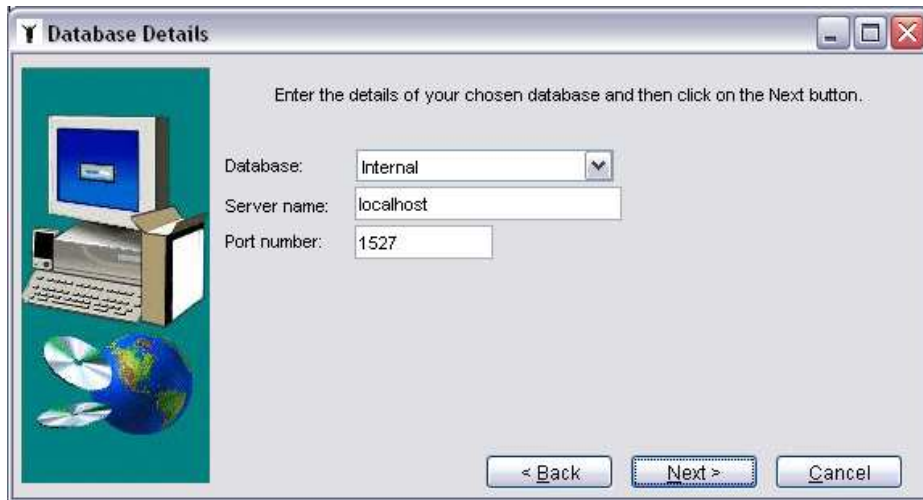 Database Details
Enter the details of your chosen database and then click on the Next button.
Database: Internal
Server name: localhost
Port number: 1527
< Back Next > Cancel